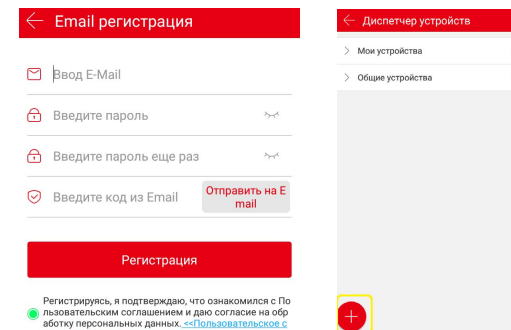 Email регистрация
Ввод E-Mail
Введите пароль
Введите пароль еще раз
Введите код из Email
Отправить на E
mail
Регистрация
Регистрируясь, я подтверждаю, что ознакомился с По
льзовательским соглашением и даю согласие на обр
аботку персональных данных. <<Пользовательское с
Диспетчер устройств
Мои устройства
Общие устройства